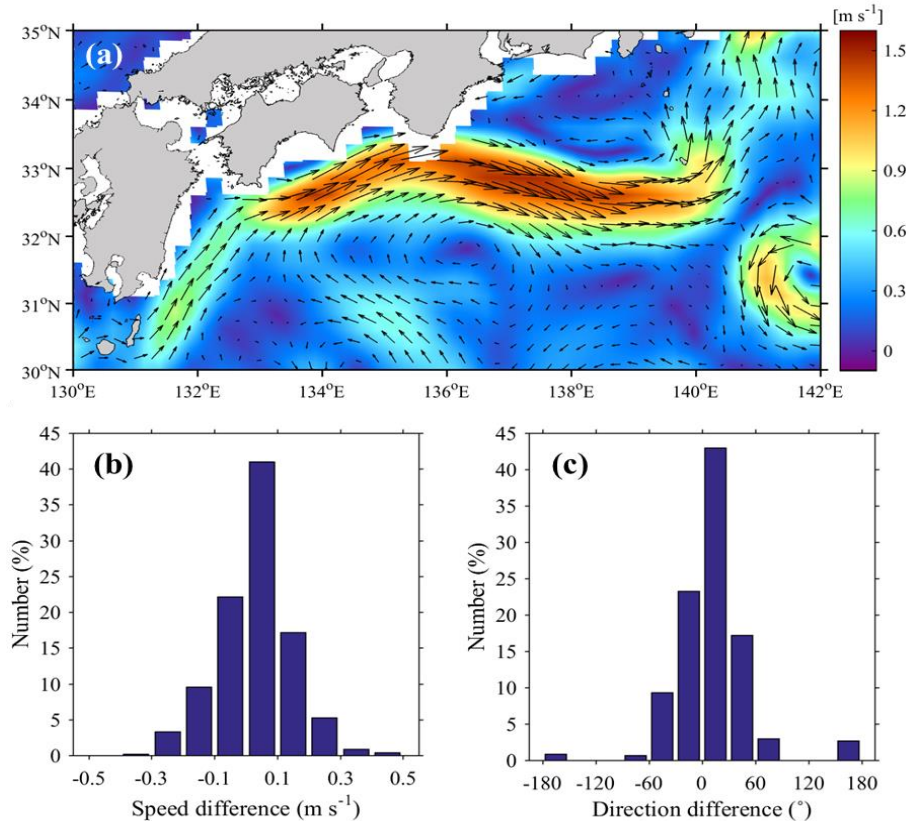 [m s⁻¹]
(a)
35°N
34°N
33°N
32°N
31°N
30°N
1.5
1.2
0.9
0.6
0.3
0
130°E 132°E 134°E 136°E 138°E 140°E 142°E
(b)
45
40
35
30
25
20
15
10
5
0
Number (%)
-0.5 -0.3 -0.1 0.1 0.3 0.5
Speed difference (m s⁻¹)
(c)
45
40
35
30
25
20
15
10
5
0
Number (%)
-180 -120 -60 0 60 120 180
Direction difference (°)